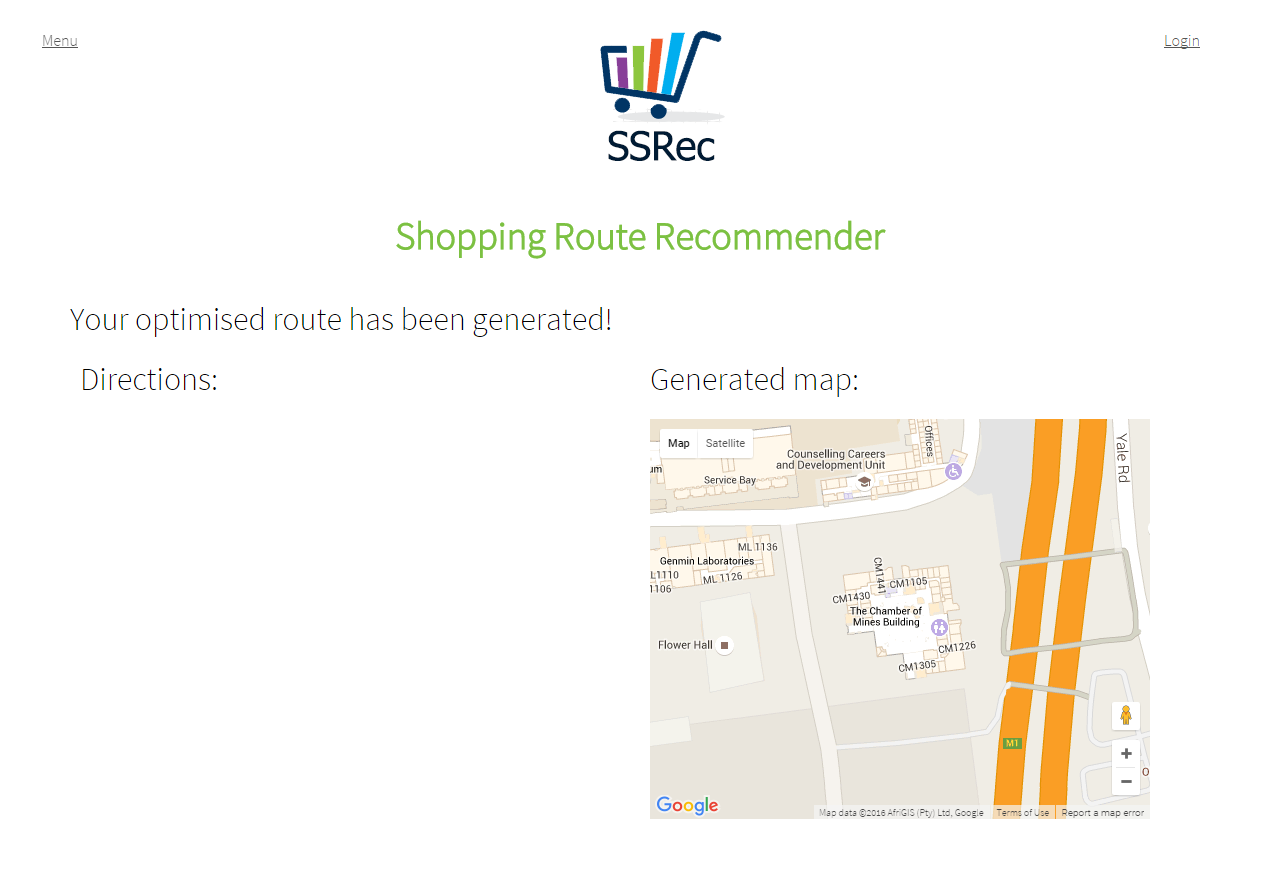 Menu
Login
SSRec
Shopping Route Recommender
Your optimised route has been generated!
Directions:
Generated map:
Map
Satellite
Offices
Yale Rd
Counselling Careers
and Development Unit
um
Service Bay
ML 1136
Genmin Laboratories
L1110
ML 1126
1106
CM1441
CM1105
CM1430
The Chamber of
Mines Building
Flower Hall
CM1226
CM1305
MT
O
Google
Map data ©2016 AfriGIS (Pty) Ltd, Google
Terms of Use
Report a map error